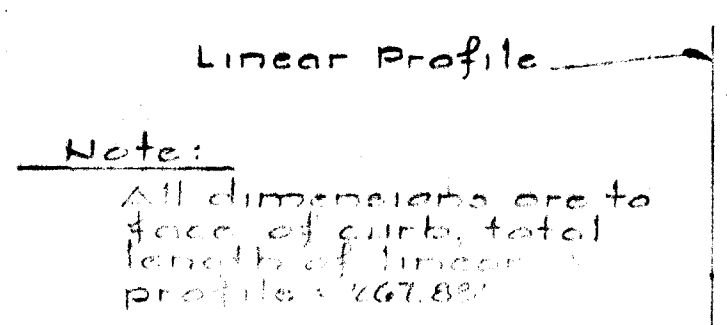 Linear Profile
Note:
All dimensions are to
face of curb, total
length of linear
profile =